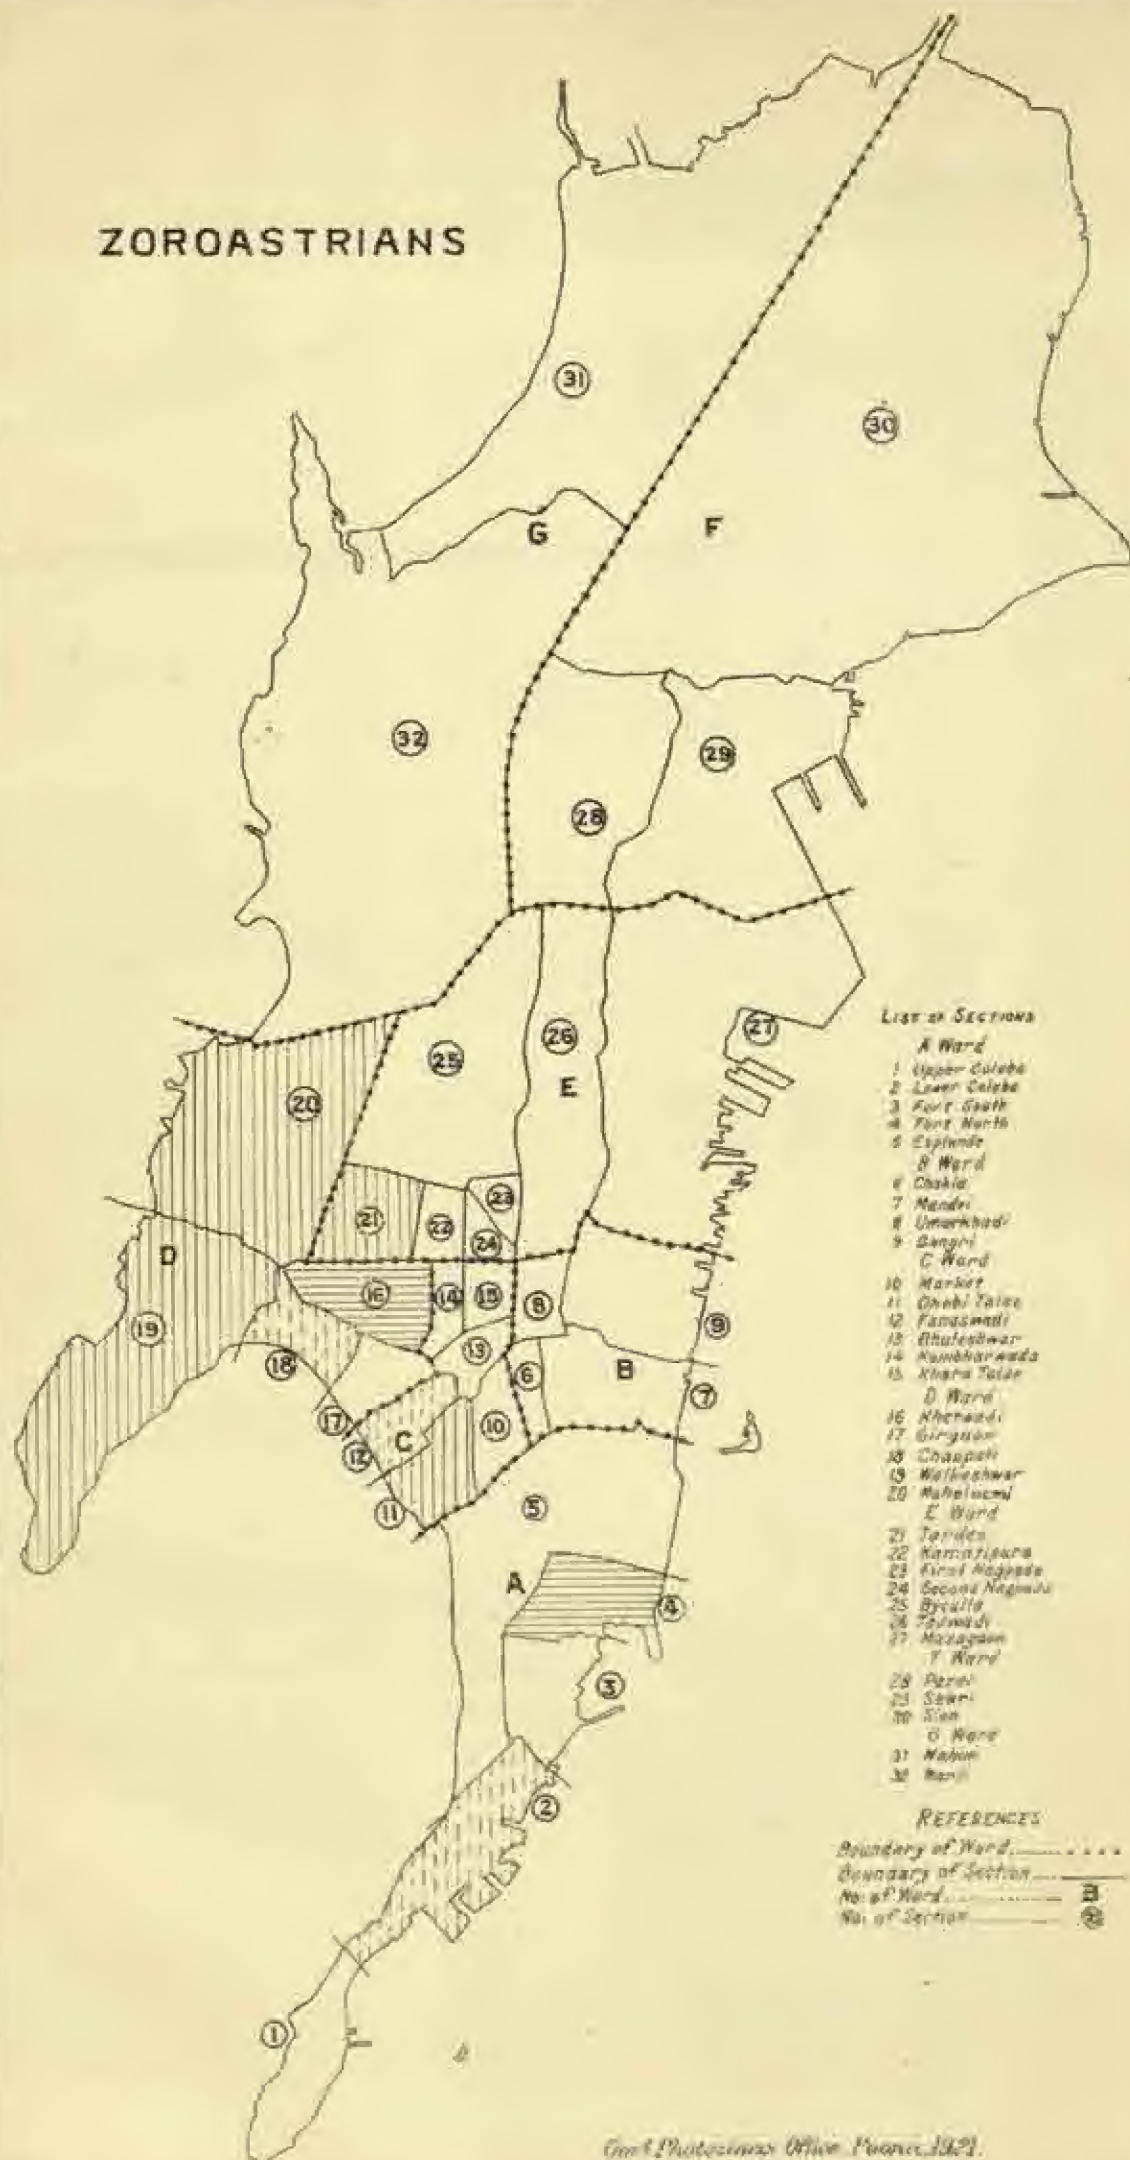 ZOROASTRIANS
31
30
G
F
32
29
28
27
26
25
E
20
23
21
22
24
D
16
14
15
8
19
9
13
18
6
B
7
17
10
C
12
5
11
A
4
3
2
1
LIST OF SECTIONS
A Ward
1 Upper Colaba
2 Lower Colaba
3 Fort South
4 Fort North
5 Esplande
B Ward
6 Chakla
7 Mandvi
8 Umarkhadi
9 Dongri
C Ward
10 Market
11 Dhobi Talao
12 Fanaswadi
13 Bhuleshwar
14 Kumbharwada
15 Khara Talao
D Ward
16 Khetwadi
17 Girgaon
18 Chaupati
19 Walkeshwar
20 Mahaluxmi
E Ward
21 Tardeo
22 Kamatipura
23 First Nagpada
24 Second Nagpada
25 Byculla
26 Tadwadi
27 Mazagaon
F Ward
28 Parel
29 Sewri
30 Sion
G Ward
31 Mahim
32 Worli
REFERENCES
Boundary of Ward
Boundary of Section
No. of Ward B
No. of Section
Govt Photozinco Office Poona, 1921.